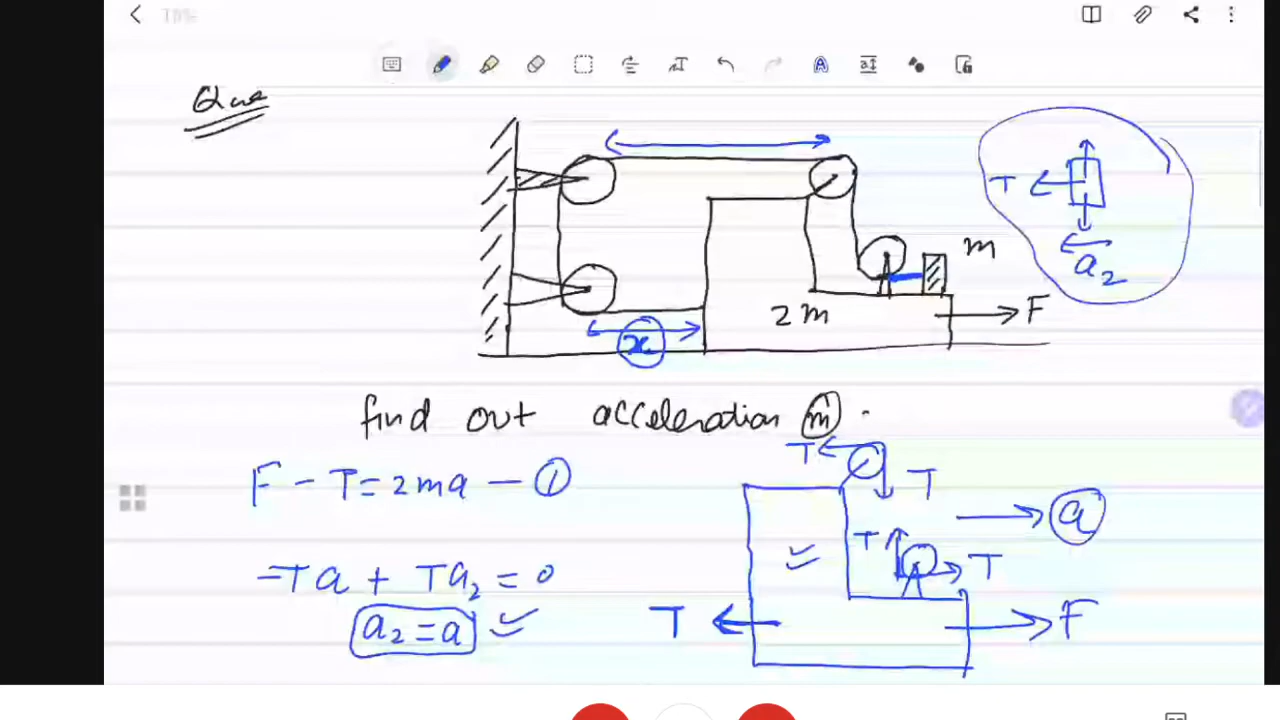 Que
T
m
a₂
F
2m
x
find out acceleration m.
T
F - T = 2ma - ①
T
a
T
T
-Ta + Ta₂ = 0
a₂ = a
T
F